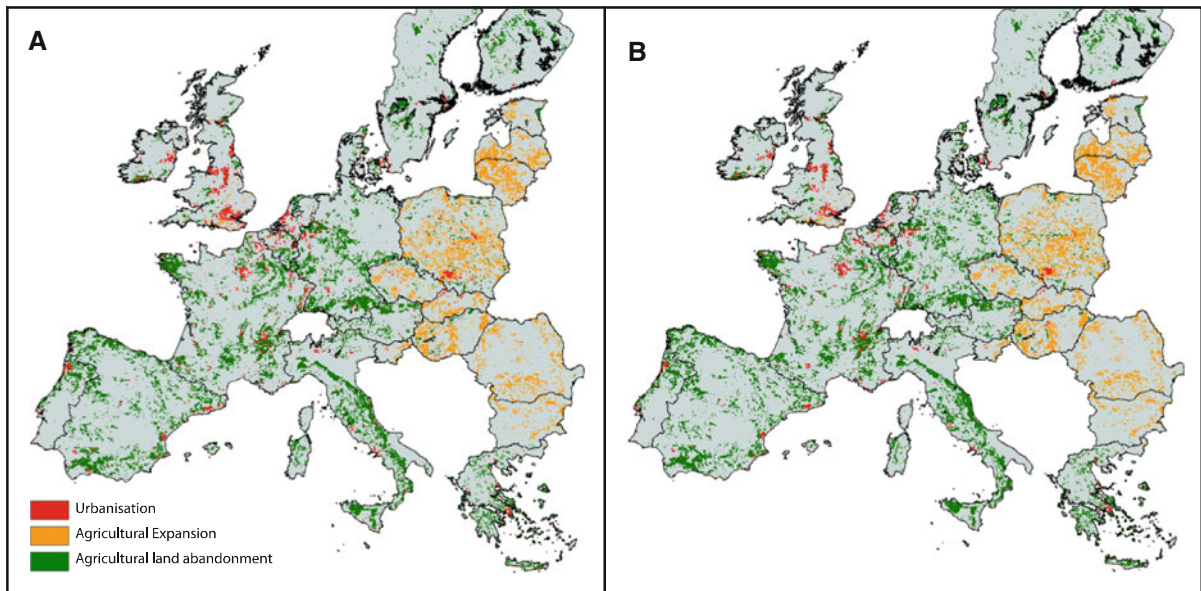 A
B
Urbanisation
Agricultural Expansion
Agricultural land abandonment